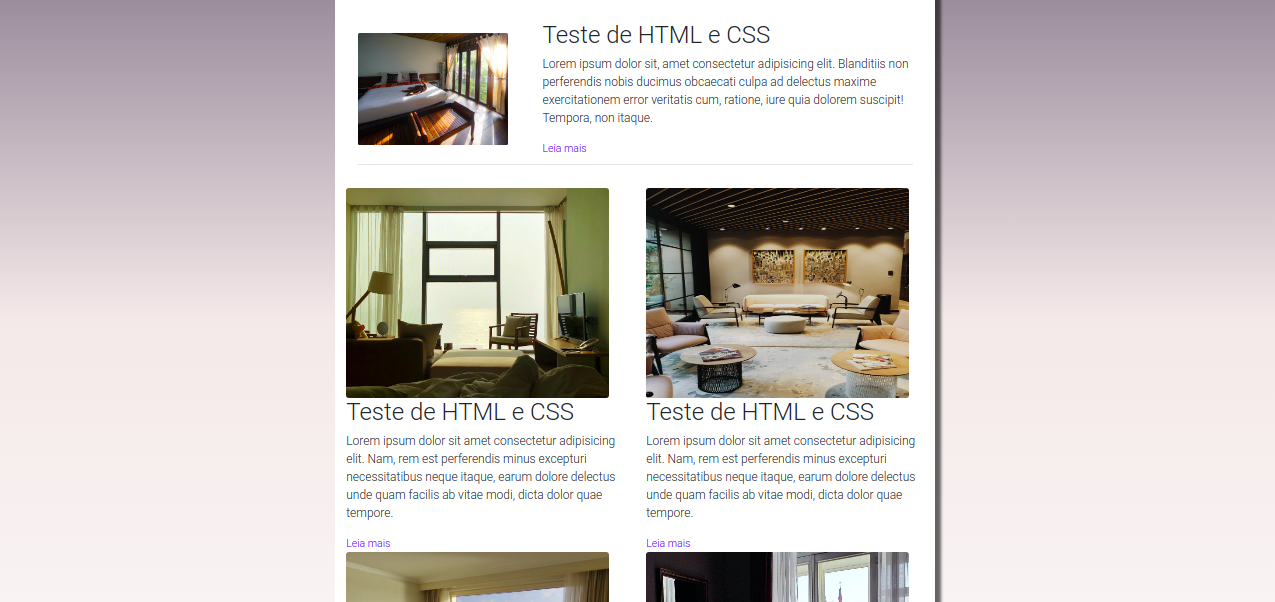 Teste de HTML e CSS
Lorem ipsum dolor sit, amet consectetur adipisicing elit. Blanditiis non
perferendis nobis ducimus obcaecati culpa ad delectus maxime
exercitationem error veritatis cum, ratione, iure quia dolorem suscipit!
Tempora, non itaque.
Leia mais
Teste de HTML e CSS
Lorem ipsum dolor sit amet consectetur adipisicing
elit. Nam, rem est perferendis minus excepturi
necessitatibus neque itaque, earum dolore delectus
unde quam facilis ab vitae modi, dicta dolor quae
tempore.
Leia mais
Teste de HTML e CSS
Lorem ipsum dolor sit amet consectetur adipisicing
elit. Nam, rem est perferendis minus excepturi
necessitatibus neque itaque, earum dolore delectus
unde quam facilis ab vitae modi, dicta dolor quae
tempore.
Leia mais